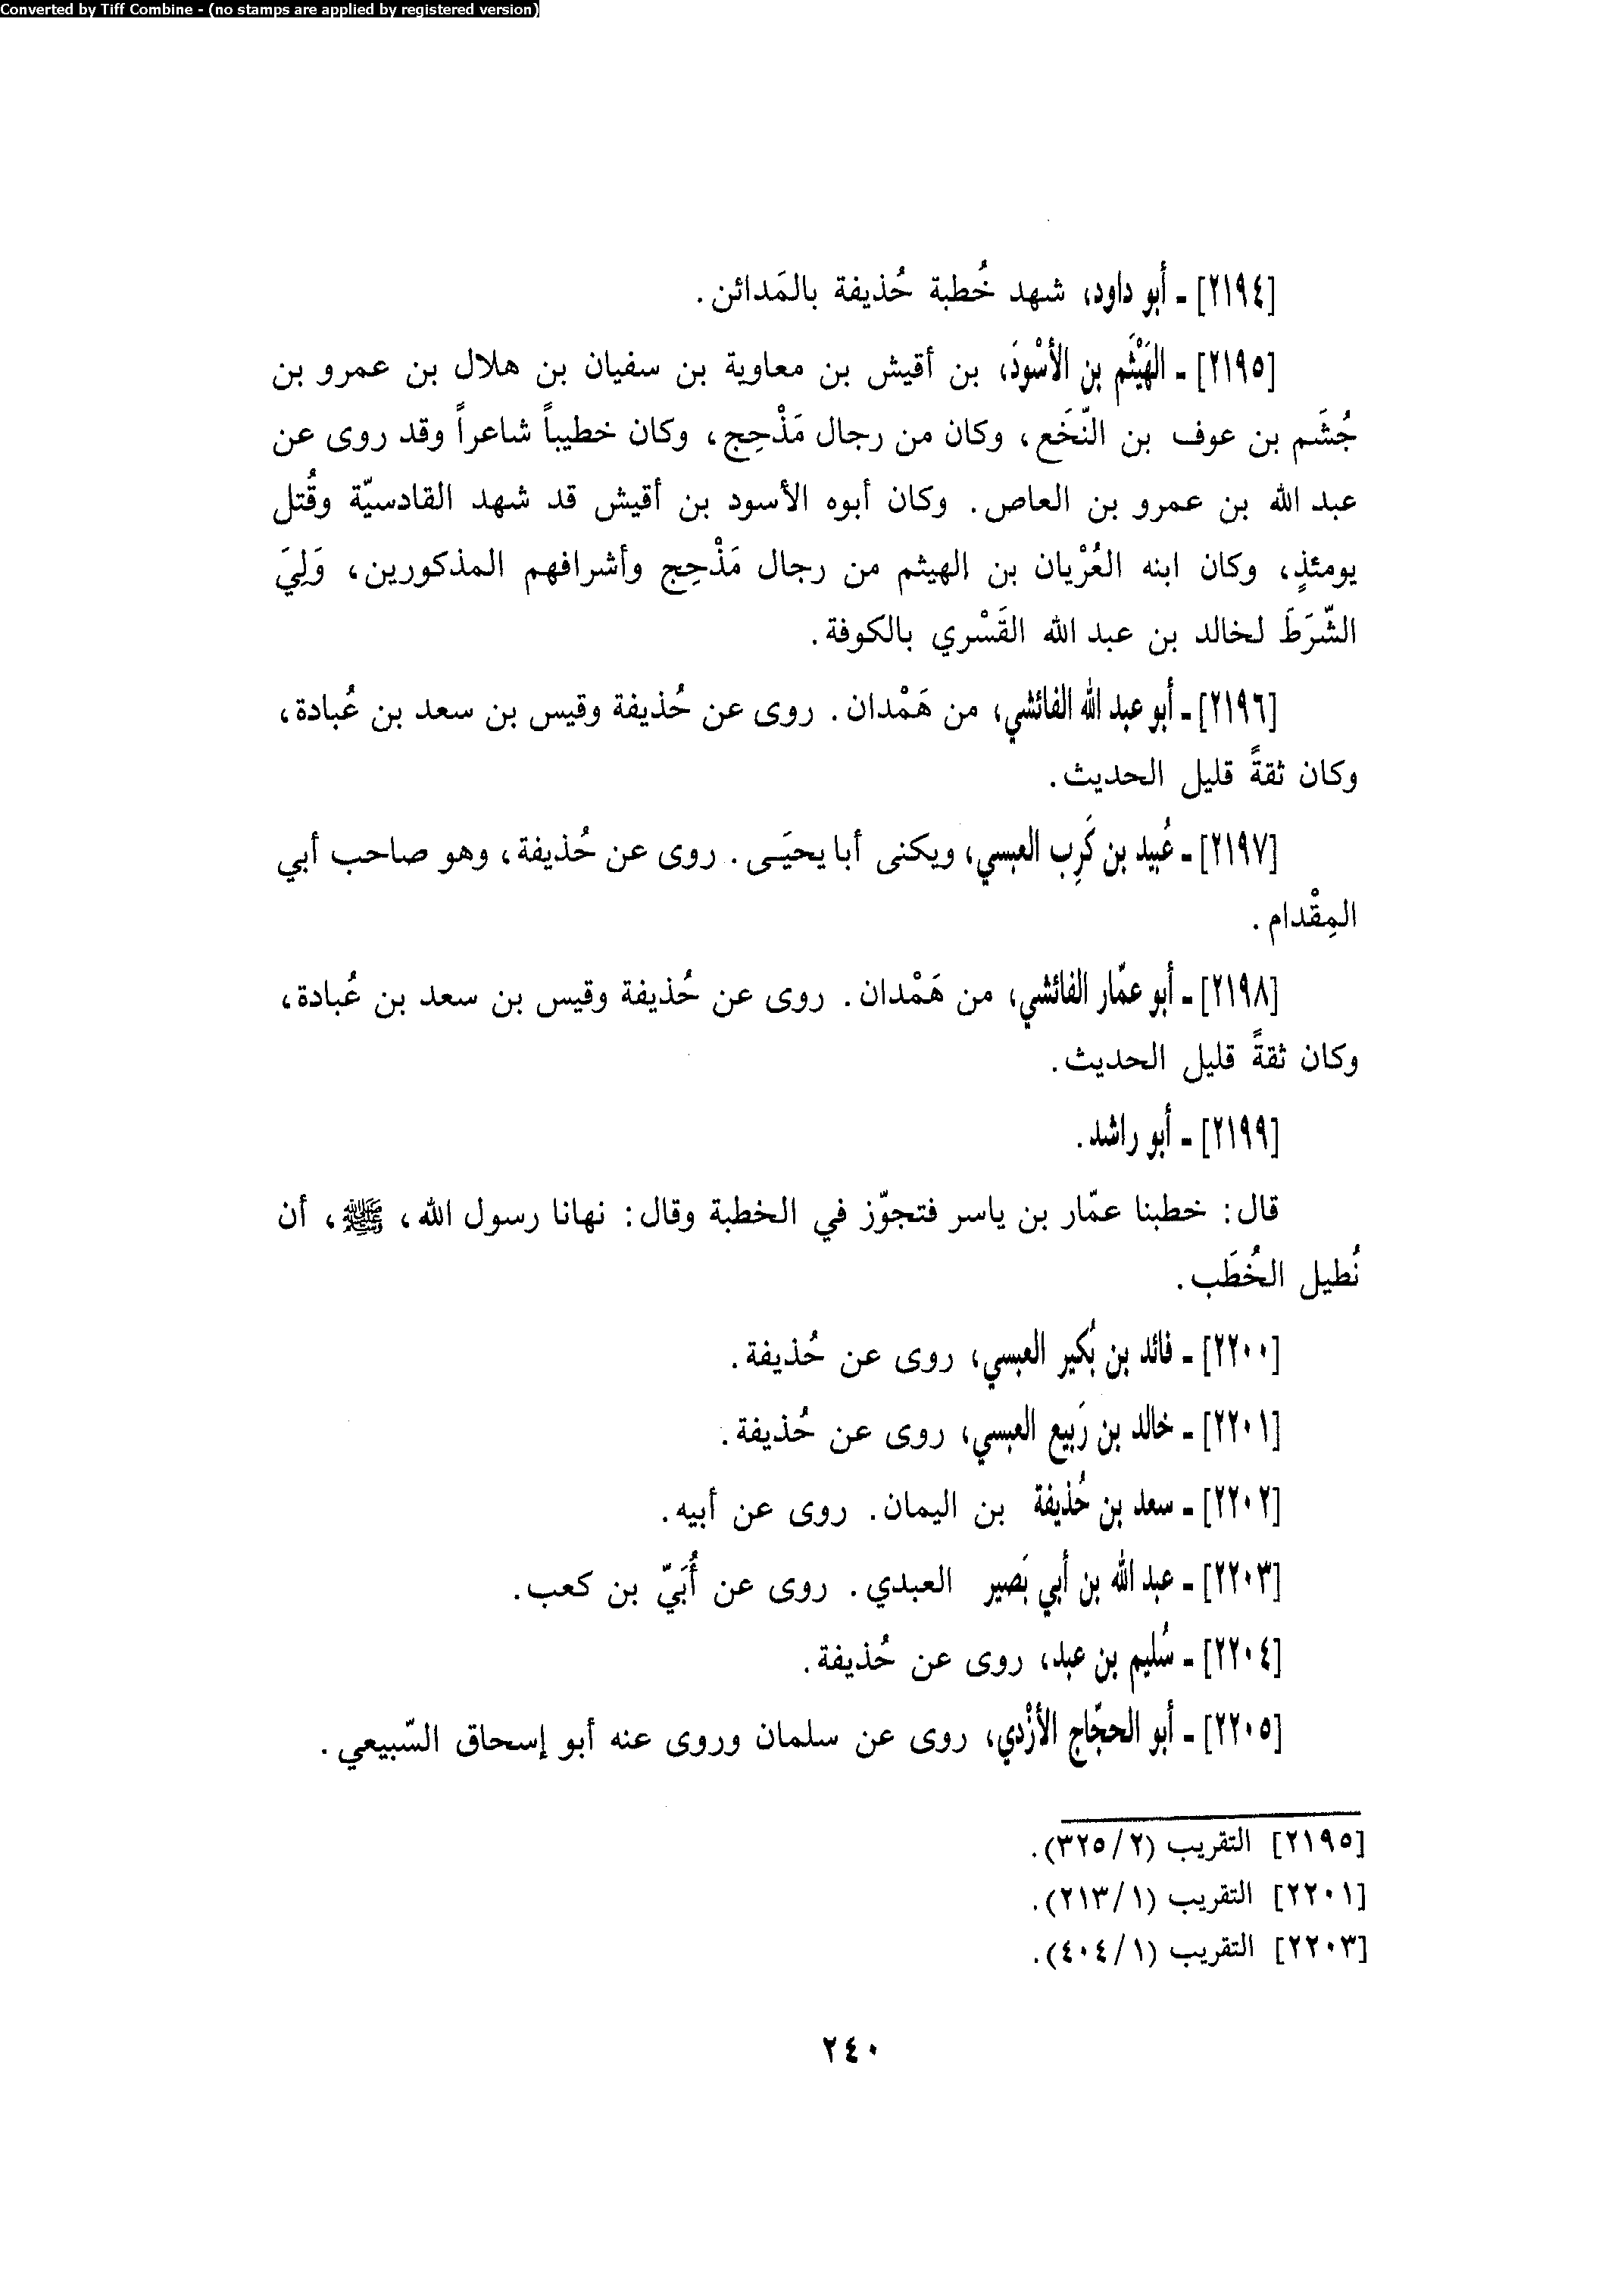 Converted by Tiff Combine - (no stamps are applied by registered version)
[٢١٩٤] ـ أبو داود، شهد خُطبة حُذيفة بالمَدائن.
[٢١٩٥] ـ الهَيْثَم بن الأسْودَ، بن أقيش بن معاوية بن سفيان بن هلال بن عمرو بن
جُشَم بن عوف بن النَّخَع، وكان من رجال مَذْحِج، وكان خطيباً شاعراً وقد روى عن
عبد الله بن عمرو بن العاص. وكان أبوه الأسود بن أقيش قد شهد القادسيّة وقُتل
يومئذٍ، وكان ابنه العُرْيان بن الهيثم من رجال مَذْحِج وأشرافهم المذكورين، وَلِيَ
الشّرَطَ لخالد بن عبد الله القَسْري بالكوفة.
[٢١٩٦] ـ أبو عبد الله الفائشي، من هَمْدان. روى عن حُذيفة وقيس بن سعد بن عُبادة،
وكان ثقةً قليل الحديث.
[٢١٩٧] ـ عُبيد بن كَرِب العبسي، ويكنى أبا يحيَى. روى عن حُذيفة، وهو صاحب أبي
المِقْدام.
[٢١٩٨] ـ أبو عمّار الفائشي، من هَمْدان. روى عن حُذيفة وقيس بن سعد بن عُبادة،
وكان ثقةً قليل الحديث.
[٢١٩٩] ـ أبو راشد.
قال: خطبنا عمّار بن ياسر فتجوّز في الخطبة وقال: نهانا رسول الله، ﷺ، أن
نُطيل الخُطَب.
[٢٢٠٠] ـ فائد بن بُكير العبسي، روى عن حُذيفة.
[٢٢٠١] ـ خالد بن رَبيع العبسي، روى عن حُذيفة.
[٢٢٠٢] ـ سعد بن حُذيفة بن اليمان. روى عن أبيه.
[٢٢٠٣] ـ عبد الله بن أبي بَصير العبدي. روى عن أُبَيّ بن كعب.
[٢٢٠٤] ـ سُليم بن عبد، روى عن حُذيفة.
[٢٢٠٥] ـ أبو الحجّاج الأزْدي، روى عن سلمان وروى عنه أبو إسحاق السّبيعي.
[٢١٩٥] التقريب (٣٢٥/٢).
[٢٢٠١] التقريب (٢١٣/١).
[٢٢٠٣] التقريب (٤٠٤/١).
٢٤٠